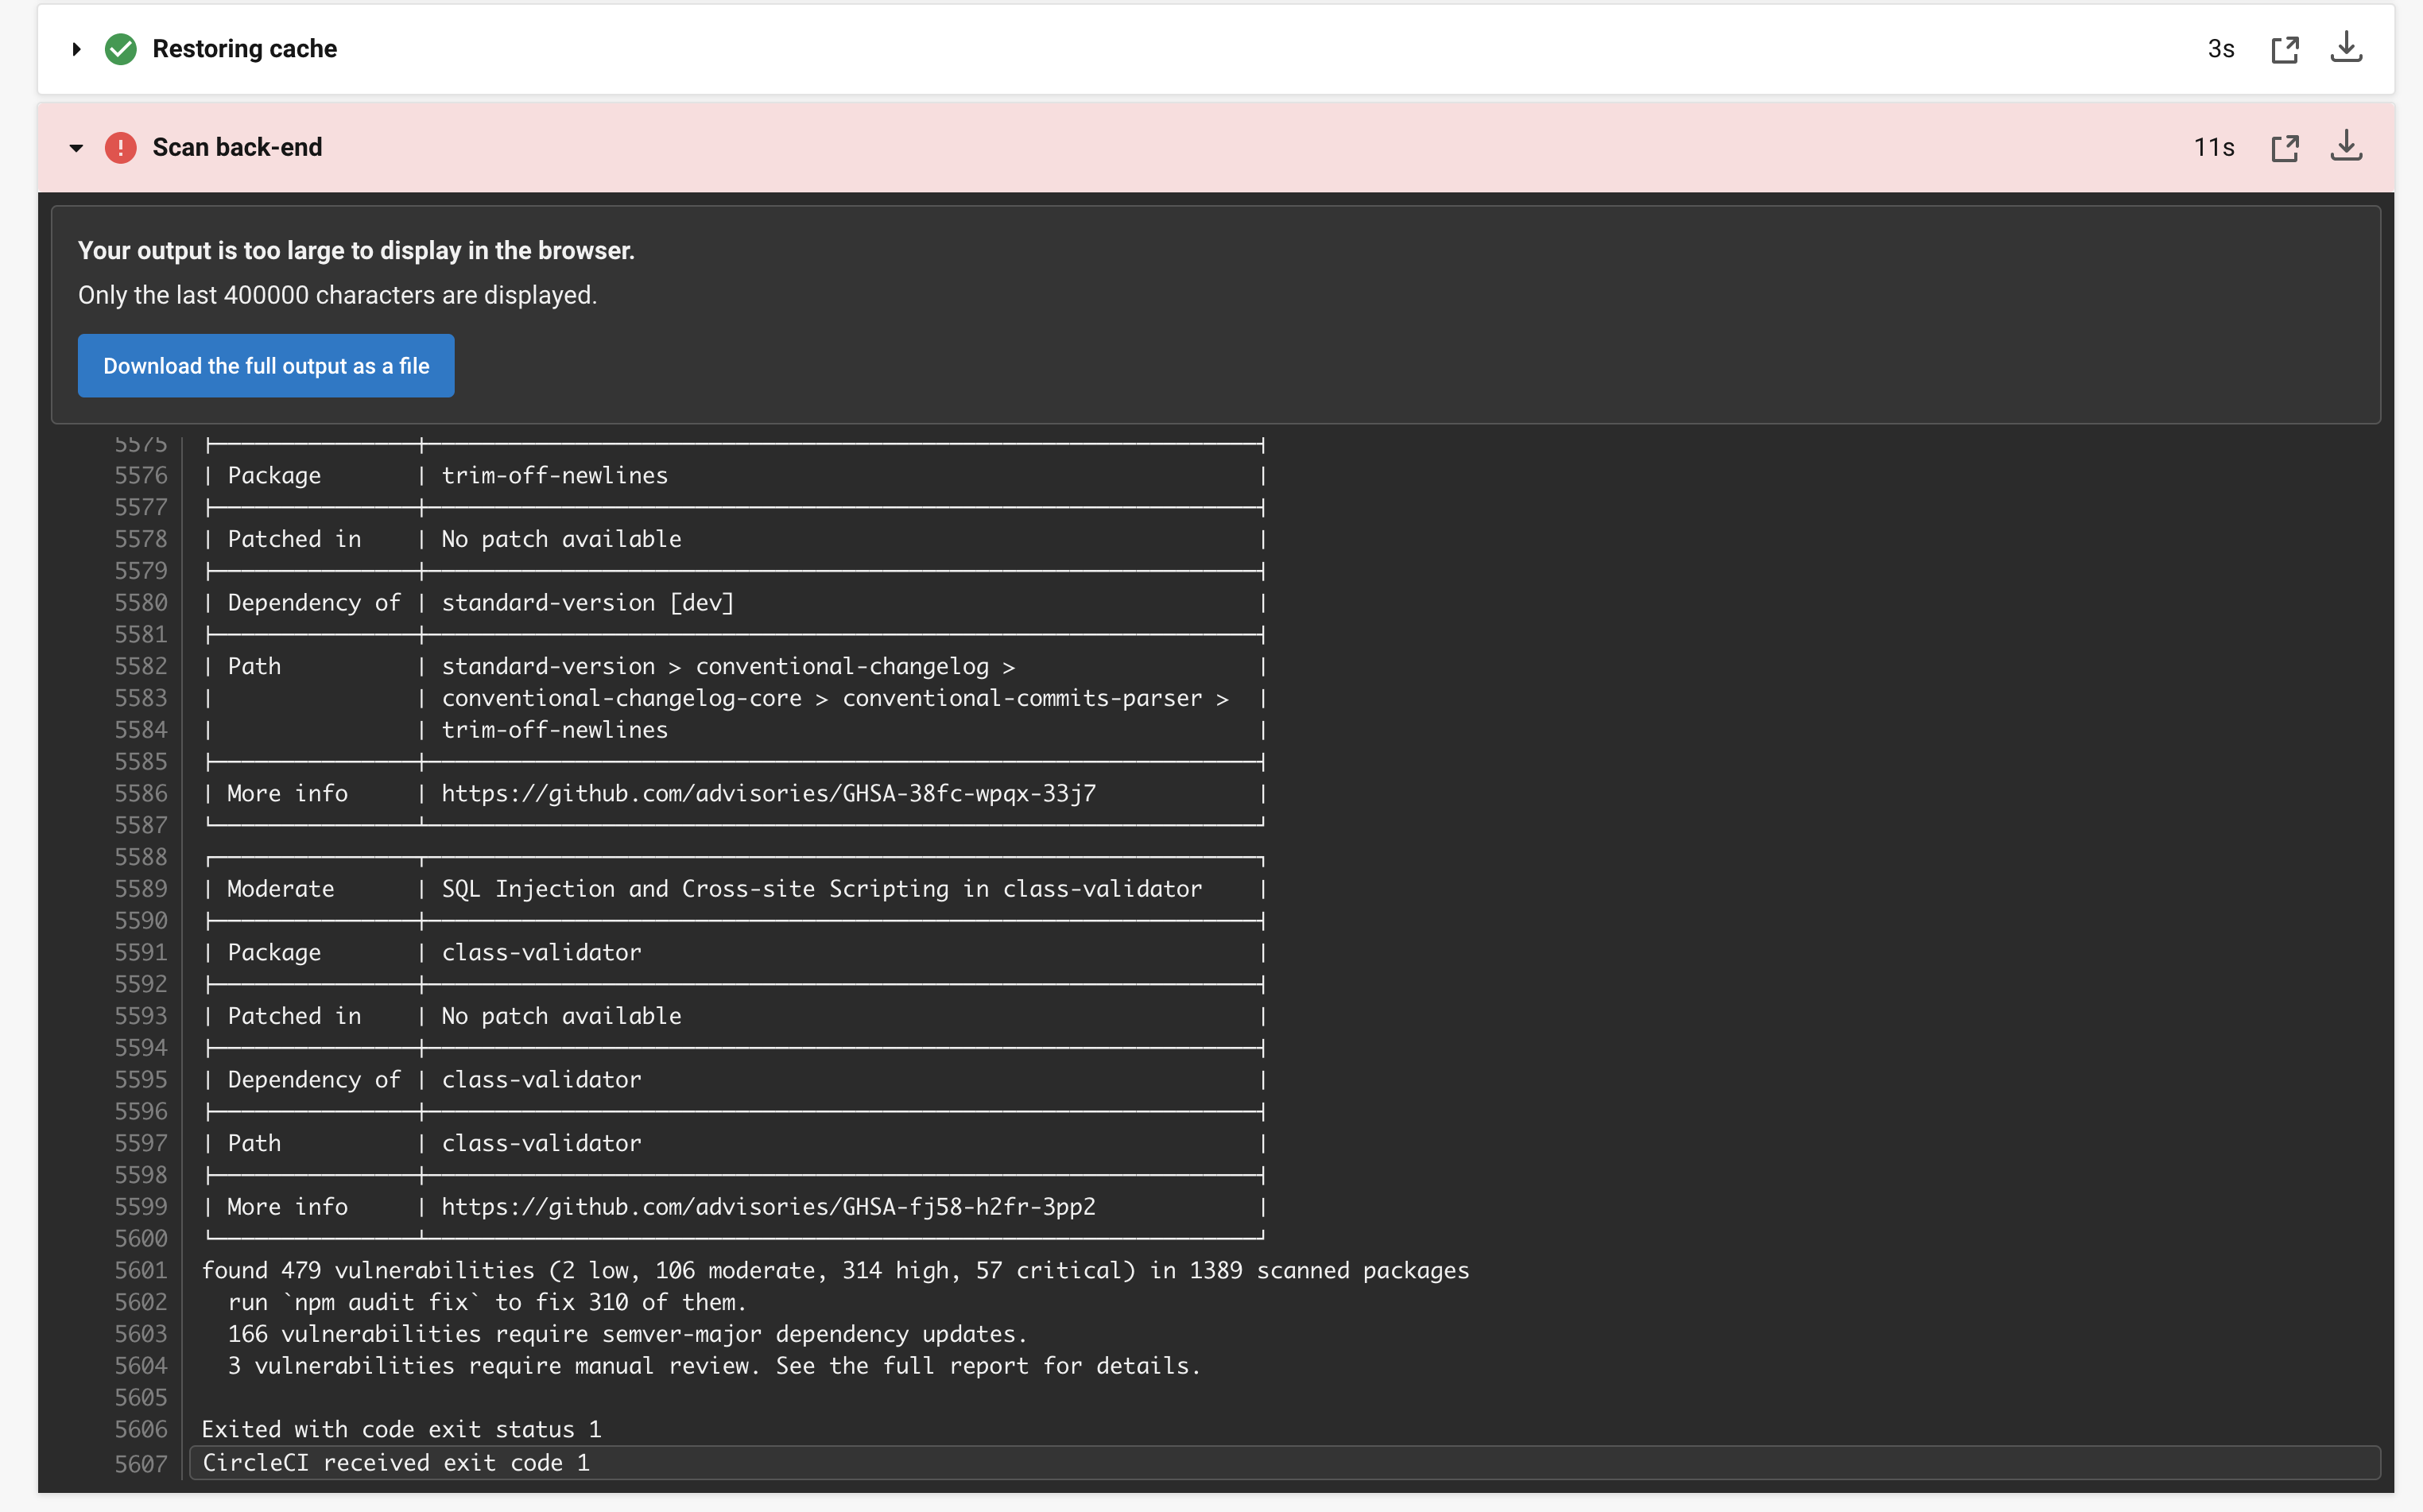 Restoring cache 3s
Scan back-end 11s
Your output is too large to display in the browser.
Only the last 400000 characters are displayed.
Download the full output as a file
5575
5576 | Package | trim-off-newlines |
5577
5578 | Patched in | No patch available |
5579
5580 | Dependency of | standard-version [dev] |
5581
5582 | Path | standard-version > conventional-changelog > |
5583 | | conventional-changelog-core > conventional-commits-parser > |
5584 | | trim-off-newlines |
5585
5586 | More info | https://github.com/advisories/GHSA-38fc-wpqx-33j7 |
5587
5588
5589 | Moderate | SQL Injection and Cross-site Scripting in class-validator |
5590
5591 | Package | class-validator |
5592
5593 | Patched in | No patch available |
5594
5595 | Dependency of | class-validator |
5596
5597 | Path | class-validator |
5598
5599 | More info | https://github.com/advisories/GHSA-fj58-h2fr-3pp2 |
5600
5601 found 479 vulnerabilities (2 low, 106 moderate, 314 high, 57 critical) in 1389 scanned packages
5602 run `npm audit fix` to fix 310 of them.
5603 166 vulnerabilities require semver-major dependency updates.
5604 3 vulnerabilities require manual review. See the full report for details.
5605
5606 Exited with code exit status 1
5607 CircleCI received exit code 1